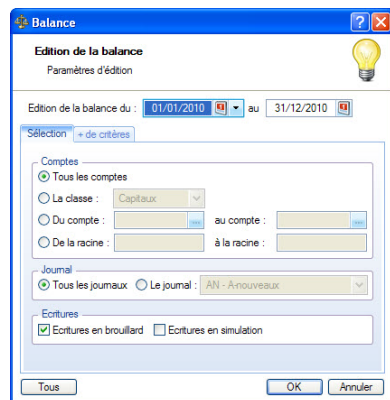 Balance
Edition de la balance
Paramètres d'édition
Edition de la balance du : 01/01/2010 au 31/12/2010
Sélection + de critères
Comptes
Tous les comptes
La classe : Capitaux
Du compte : ... au compte : ...
De la racine : à la racine :
Journal
Tous les journaux Le journal : AN - A-nouveaux
Ecritures
Ecritures en brouillard Ecritures en simulation
Tous OK Annuler